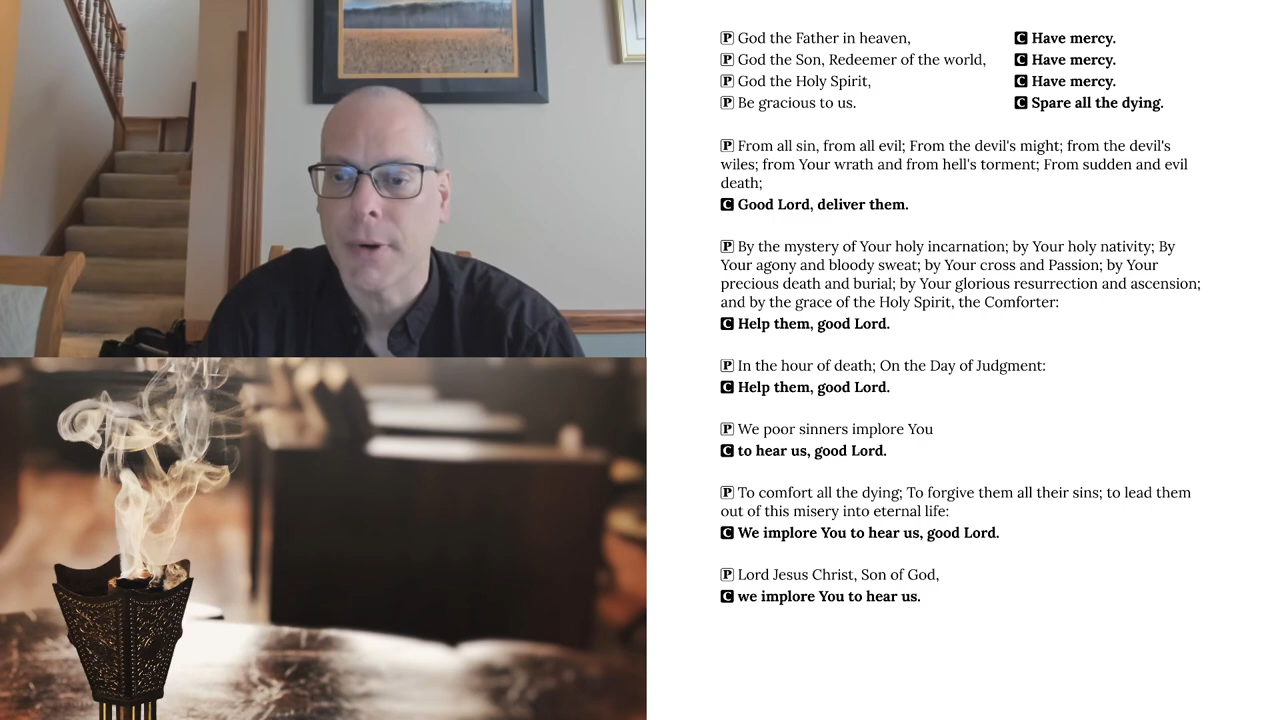 P God the Father in heaven, C Have mercy.
P God the Son, Redeemer of the world, C Have mercy.
P God the Holy Spirit, C Have mercy.
P Be gracious to us. C Spare all the dying.
P From all sin, from all evil; From the devil's might; from the devil's
wiles; from Your wrath and from hell's torment; From sudden and evil
death;
C Good Lord, deliver them.
P By the mystery of Your holy incarnation; by Your holy nativity; By
Your agony and bloody sweat; by Your cross and Passion; by Your
precious death and burial; by Your glorious resurrection and ascension;
and by the grace of the Holy Spirit, the Comforter:
C Help them, good Lord.
P In the hour of death; On the Day of Judgment:
C Help them, good Lord.
P We poor sinners implore You
C to hear us, good Lord.
P To comfort all the dying; To forgive them all their sins; to lead them
out of this misery into eternal life:
C We implore You to hear us, good Lord.
P Lord Jesus Christ, Son of God,
C we implore You to hear us.